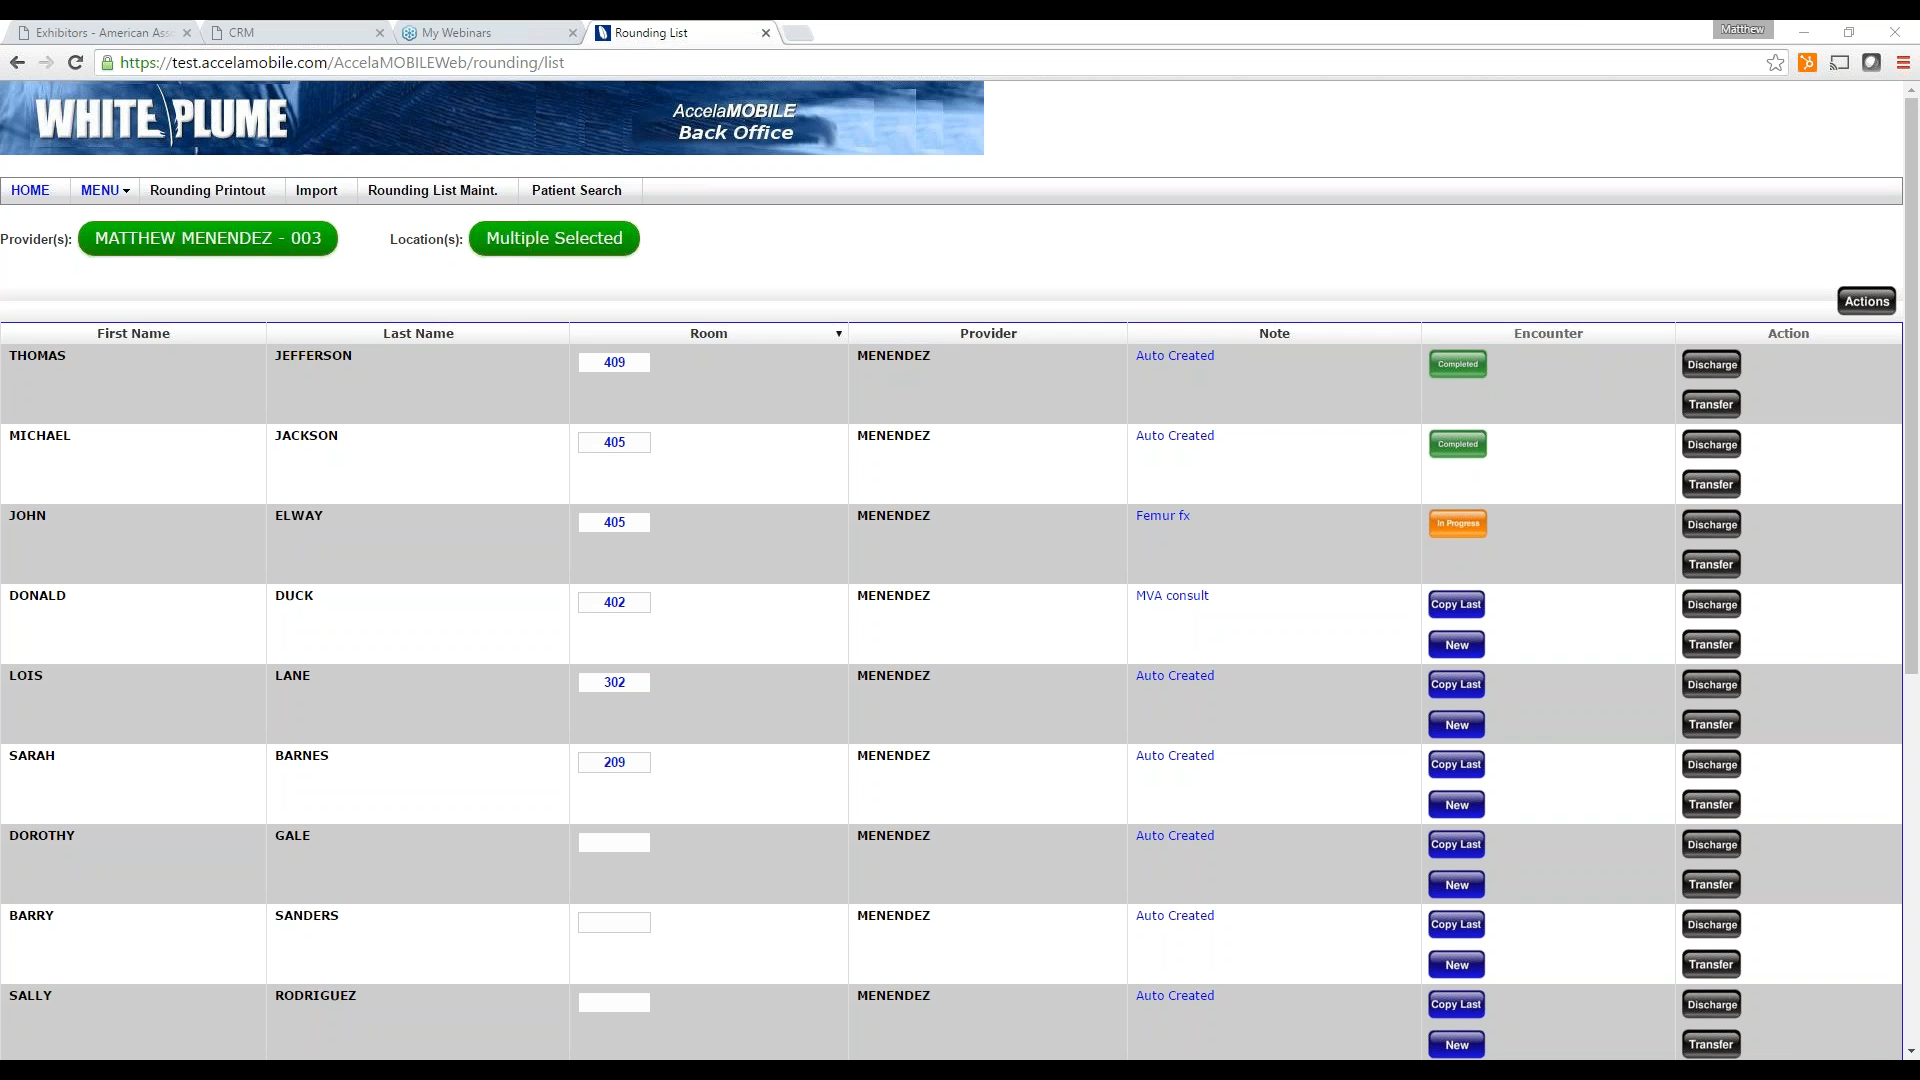 Exhibitors - American Ass
CRM
My Webinars
Rounding List
Matthew
https://test.accelamobile.com/AccelaMOBILEWeb/rounding/list
WHITE PLUME
AccelaMOBILE
Back Office
HOME MENU Rounding Printout Import Rounding List Maint. Patient Search
Provider(s): MATTHEW MENENDEZ - 003 Location(s): Multiple Selected
Actions
First Name Last Name Room Provider Note Encounter Action
THOMAS JEFFERSON 409 MENENDEZ Auto Created Completed Discharge
Transfer
MICHAEL JACKSON 405 MENENDEZ Auto Created Completed Discharge
Transfer
JOHN ELWAY 405 MENENDEZ Femur fx In Progress Discharge
Transfer
DONALD DUCK 402 MENENDEZ MVA consult Copy Last Discharge
New Transfer
LOIS LANE 302 MENENDEZ Auto Created Copy Last Discharge
New Transfer
SARAH BARNES 209 MENENDEZ Auto Created Copy Last Discharge
New Transfer
DOROTHY GALE MENENDEZ Auto Created Copy Last Discharge
New Transfer
BARRY SANDERS MENENDEZ Auto Created Copy Last Discharge
New Transfer
SALLY RODRIGUEZ MENENDEZ Auto Created Copy Last Discharge
New Transfer